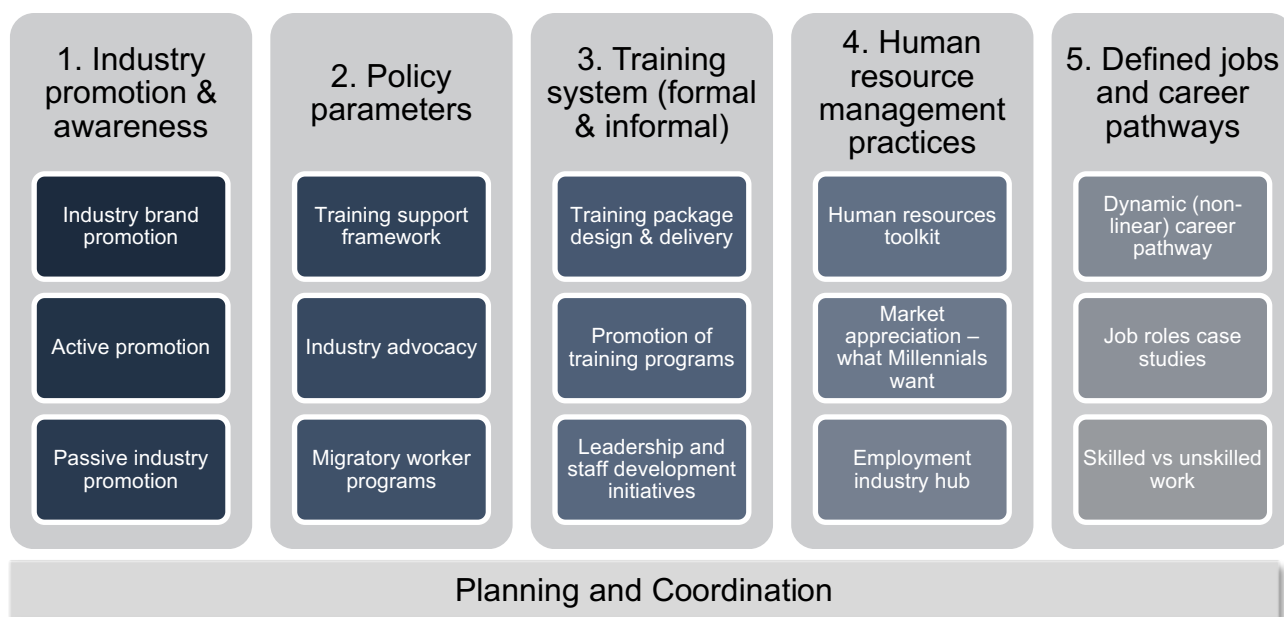 1. Industry
promotion &
awareness
Industry brand
promotion
Active promotion
Passive industry
promotion
2. Policy
parameters
Training support
framework
Industry advocacy
Migratory worker
programs
3. Training
system (formal
& informal)
Training package
design & delivery
Promotion of
training programs
Leadership and
staff development
initiatives
4. Human
resource
management
practices
Human resources
toolkit
Market
appreciation –
what Millennials
want
Employment
industry hub
5. Defined jobs
and career
pathways
Dynamic (non-
linear) career
pathway
Job roles case
studies
Skilled vs unskilled
work
Planning and Coordination